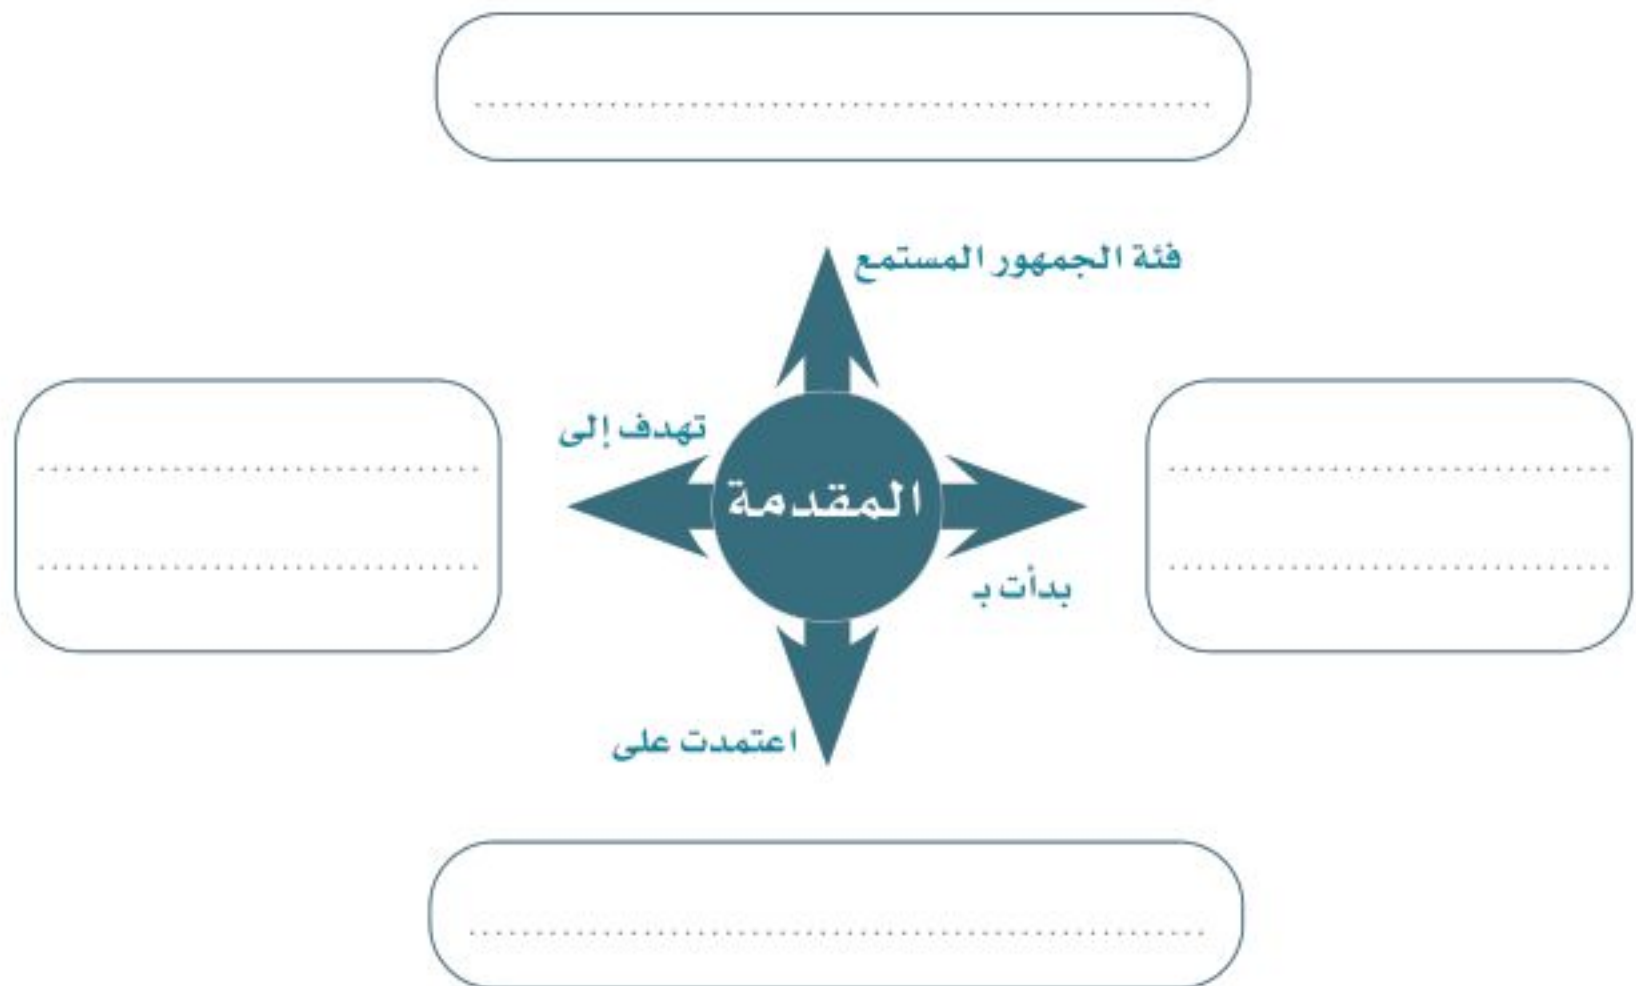 فئة الجمهور المستمع
تهدف إلى
المقدمة
بدأت بـ
اعتمدت على